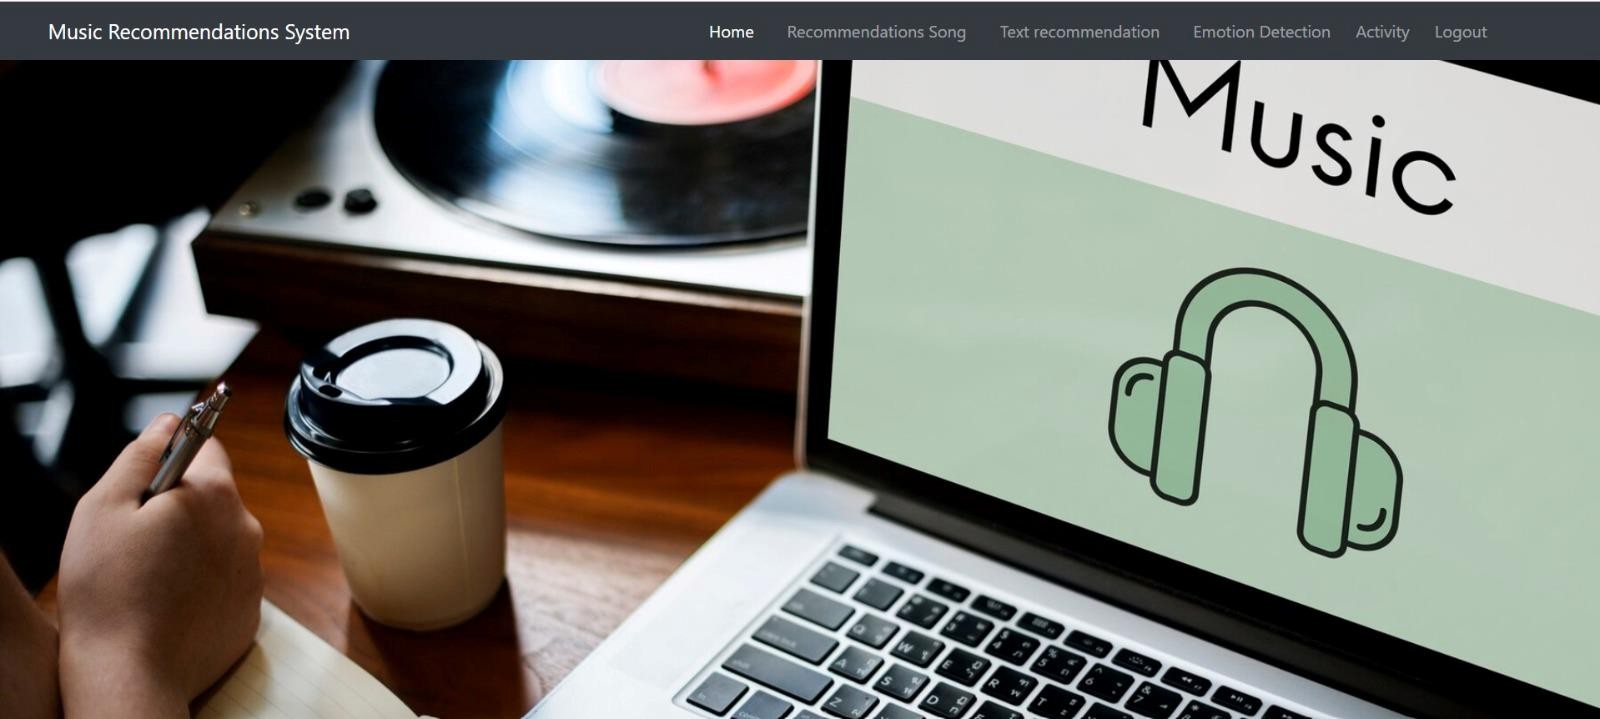 Music Recommendations System
Home Recommendations Song Text recommendation Emotion Detection Activity Logout
Music
Q W E R T
A S D
Z